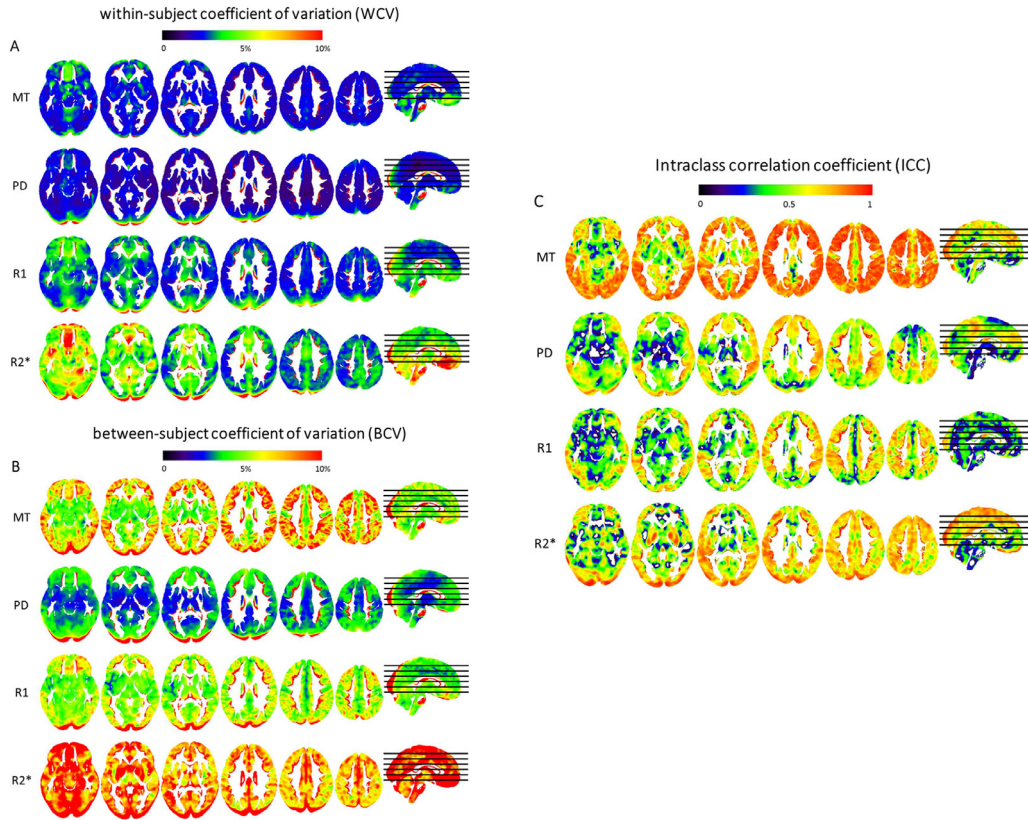 within-subject coefficient of variation (WCV)
0 5% 10%
A
MT
PD
R1
R2*
between-subject coefficient of variation (BCV)
0 5% 10%
B
MT
PD
R1
R2*
Intraclass correlation coefficient (ICC)
0 0.5 1
C
MT
PD
R1
R2*